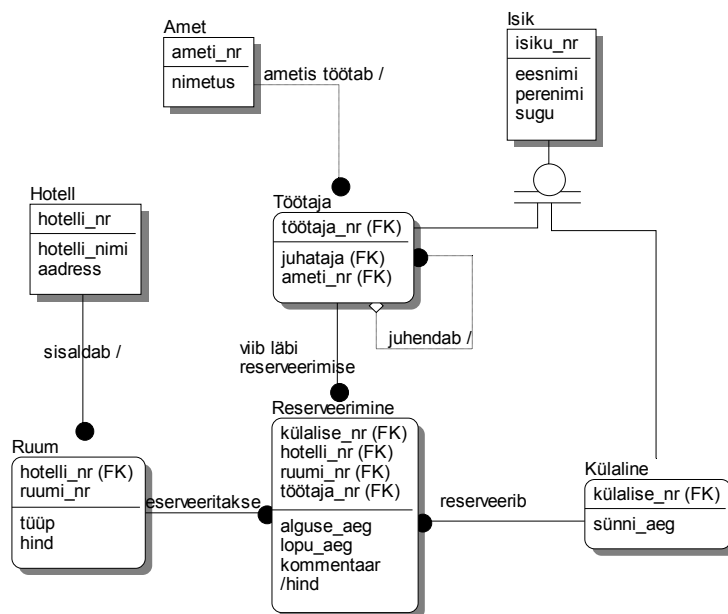 Amet
ameti_nr
nimetus
ametis töötab /
Isik
isiku_nr
eesnimi
perenimi
sugu
Hotell
hotelli_nr
hotelli_nimi
aadress
Töötaja
töötaja_nr (FK)
juhataja (FK)
ameti_nr (FK)
juhendab /
sisaldab /
viib läbi
reserveerimise
Ruum
hotelli_nr (FK)
ruumi_nr
tüüp
hind
eserveeritakse
Reserveerimine
külalise_nr (FK)
hotelli_nr (FK)
ruumi_nr (FK)
töötaja_nr (FK)
alguse_aeg
lopu_aeg
kommentaar
/hind
reserveerib
Külaline
külalise_nr (FK)
sünni_aeg